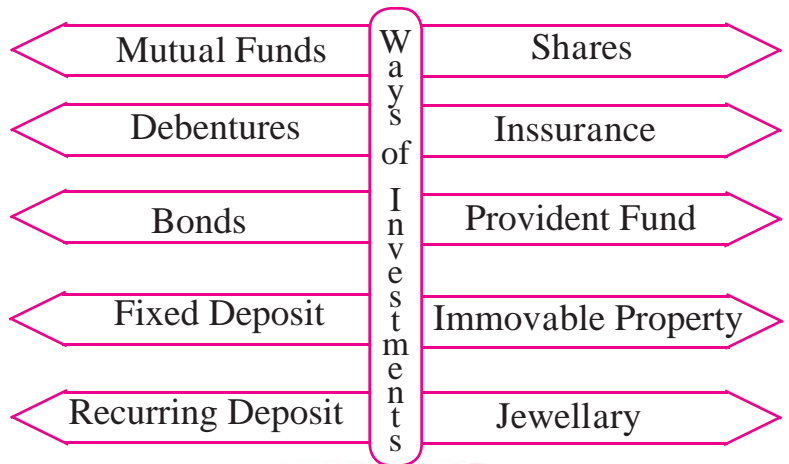 Ways of Investments
Mutual Funds
Shares
Debentures
Inssurance
Bonds
Provident Fund
Fixed Deposit
Immovable Property
Recurring Deposit
Jewellary